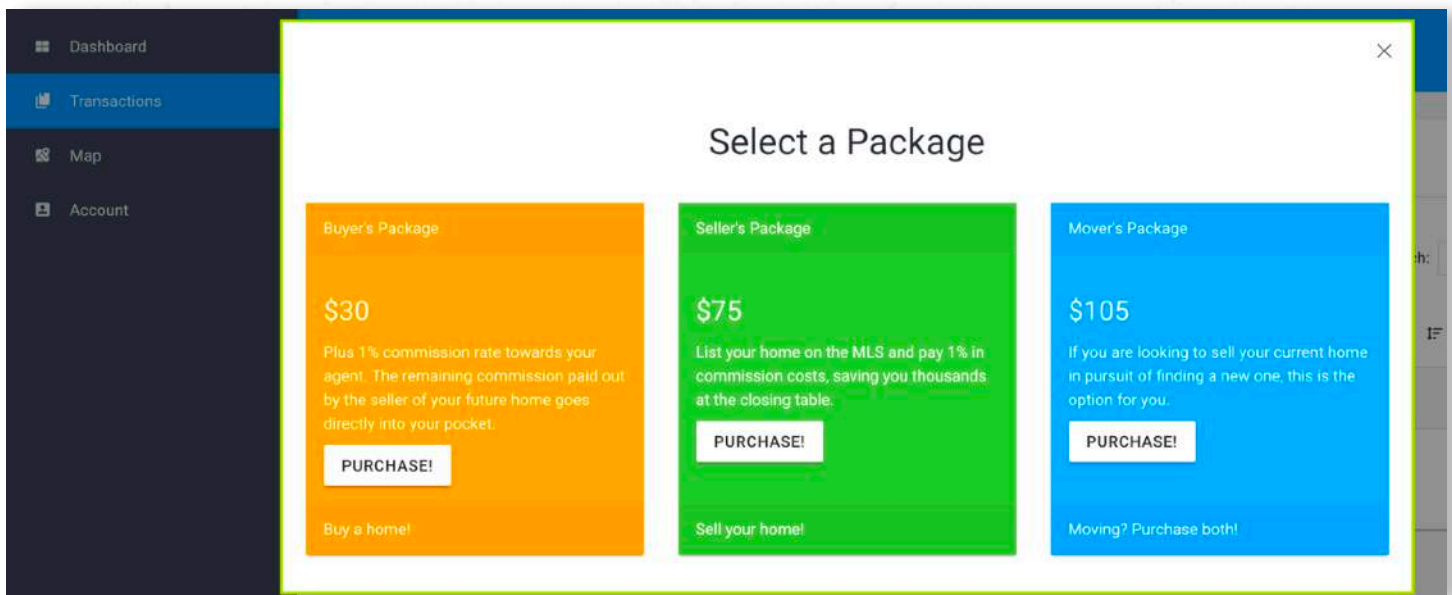 Dashboard
Transactions
Map
Account
Select a Package
Buyer's Package
$30
Plus 1% commission rate towards your
agent. The remaining commission paid out
by the seller of your future home goes
directly into your pocket.
PURCHASE!
Buy a home!
Seller's Package
$75
List your home on the MLS and pay 1% in
commission costs, saving you thousands
at the closing table.
PURCHASE!
Sell your home!
Mover's Package
$105
If you are looking to sell your current home
in pursuit of finding a new one, this is the
option for you.
PURCHASE!
Moving? Purchase both!
ch: